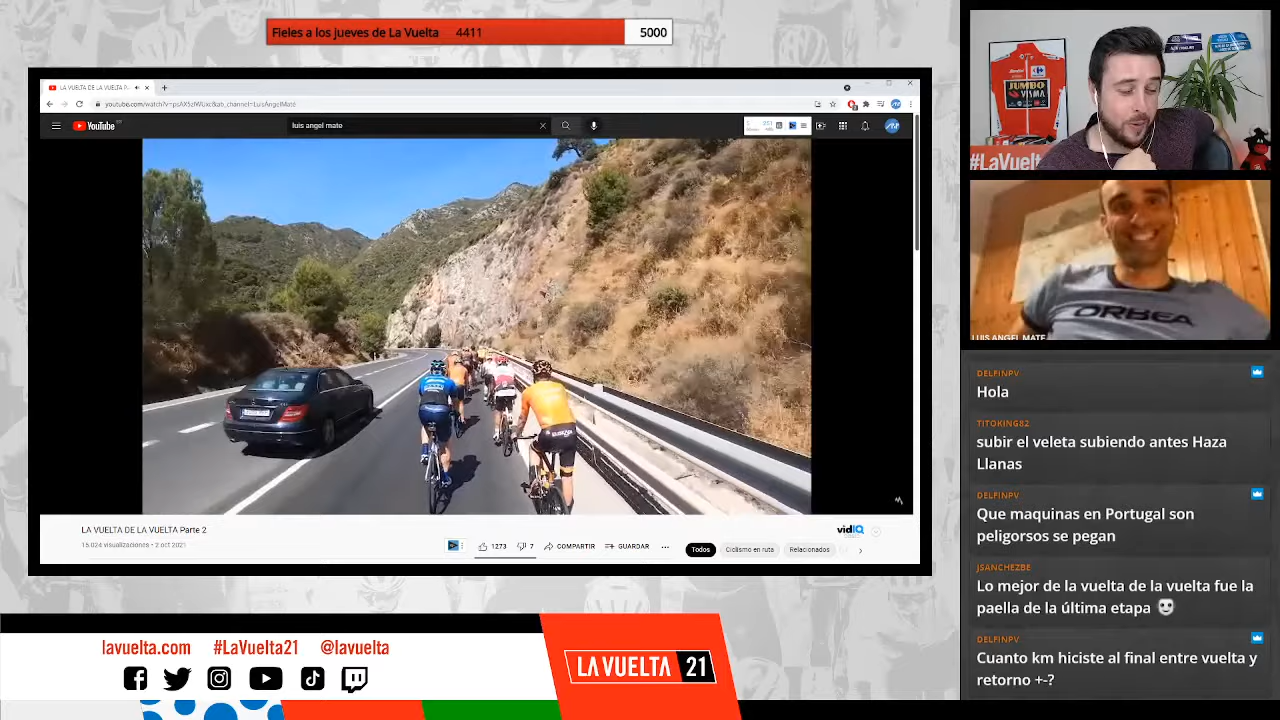 Fieles a los jueves de La Vuelta 4411 5000
LA VUELTA DE LA VUELTA P
YouTube
luis angel mate
LA VUELTA DE LA VUELTA Parte 2
15.024 visualizaciones • 2 oct 2021
1273
7
COMPARTIR
GUARDAR
vidIQ
Todos
Ciclismo en ruta
Relacionados
JUMBO
VISMA
#LaVuelt
ORBEA
LUIS ANGEL MATE
DELFINPV
Hola
TITOKING82
subir el veleta subiendo antes Haza
Llanas
DELFINPV
Que maquinas en Portugal son
peligorsos se pegan
JSANCHEZBE
Lo mejor de la vuelta de la vuelta fue la
paella de la última etapa
DELFINPV
Cuanto km hiciste al final entre vuelta y
retorno +-?
lavuelta.com #LaVuelta21 @lavuelta
LA VUELTA 21